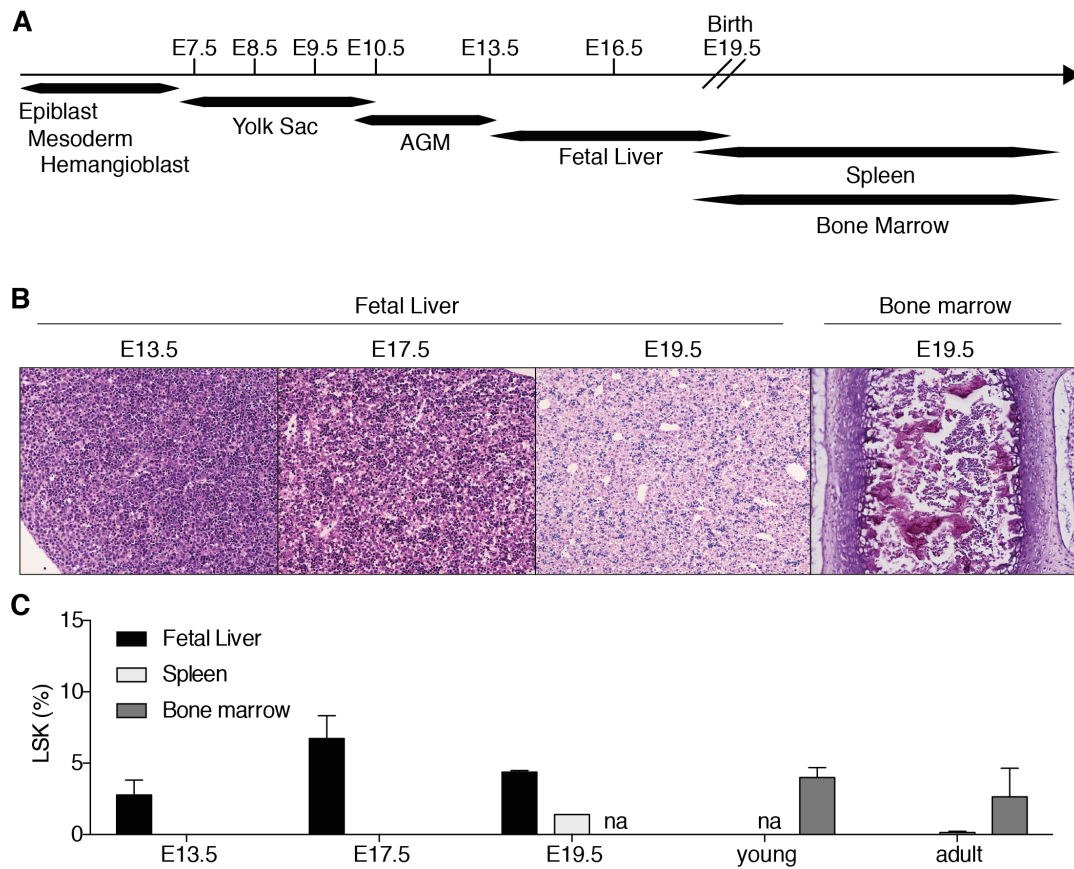 A
Birth
E7.5 E8.5 E9.5 E10.5 E13.5 E16.5 E19.5
Epiblast
Mesoderm
Hemangioblast
Yolk Sac
AGM
Fetal Liver
Spleen
Bone Marrow
B
Fetal Liver Bone marrow
E13.5 E17.5 E19.5 E19.5
C
15
10
5
0
LSK (%)
Fetal Liver
Spleen
Bone marrow
na na
E13.5 E17.5 E19.5 young adult